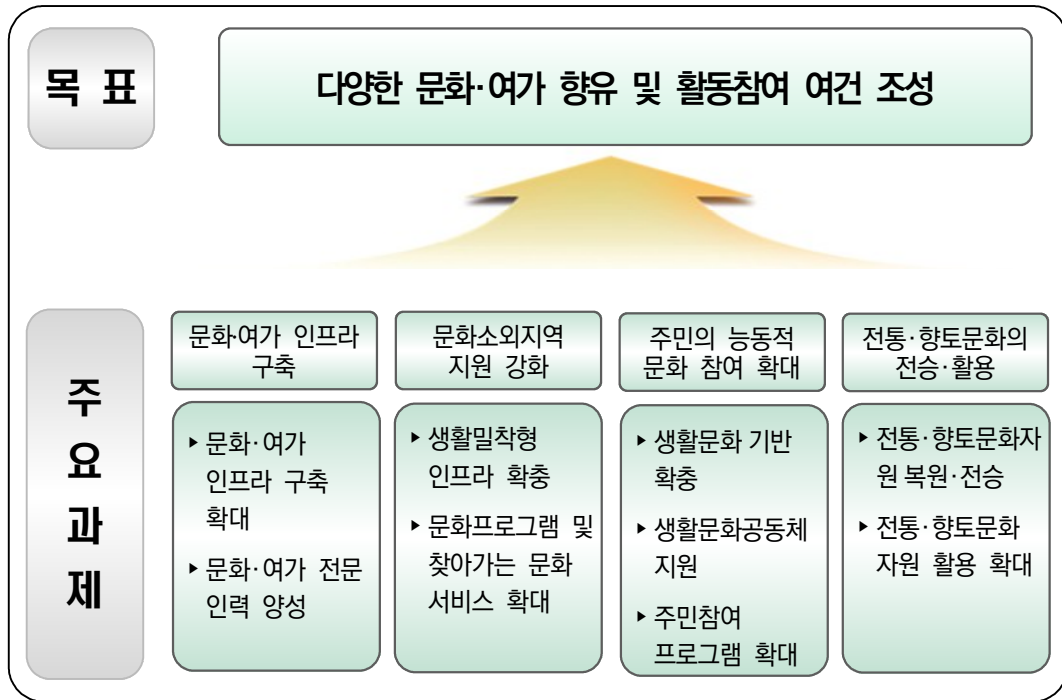 목 표
다양한 문화·여가 향유 및 활동참여 여건 조성
주
요
과
제
문화·여가 인프라
구축
▸ 문화·여가
인프라 구축
확대
▸ 문화·여가 전문
인력 양성
문화소외지역
지원 강화
▸ 생활밀착형
인프라 확충
▸ 문화프로그램 및
찾아가는 문화
서비스 확대
주민의 능동적
문화 참여 확대
▸ 생활문화 기반
확충
▸ 생활문화공동체
지원
▸ 주민참여
프로그램 확대
전통·향토문화의
전승·활용
▸ 전통·향토문화자
원 복원·전승
▸ 전통·향토문화
자원 활용 확대